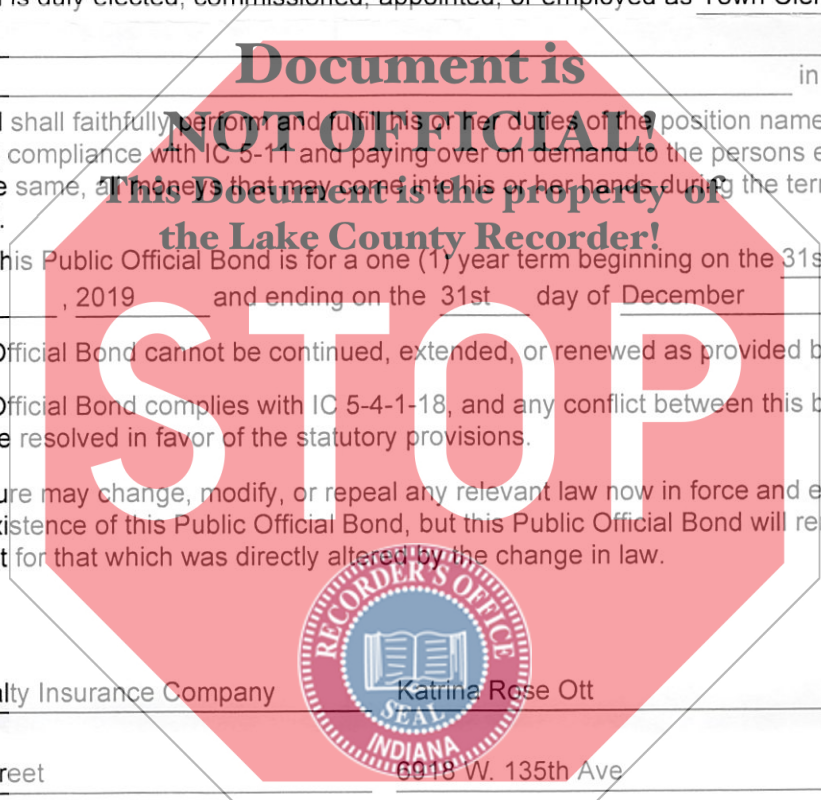 is duly elected, commissioned, appointed, or employed as Town Cler
Document is
in
NOT OFFICIAL!
shall faithfully perform and fulfill his or her duties of the position name
compliance with IC 5-11 and paying over on demand to the persons e
same, all moneys that may come into his or her hands during the ter
This Document is the property of
the Lake County Recorder!
his Public Official Bond is for a one (1) year term beginning on the 31s
, 2019 and ending on the 31st day of December
STOP
Official Bond cannot be continued, extended, or renewed as provided b
Official Bond complies with IC 5-4-1-18, and any conflict between this b
e resolved in favor of the statutory provisions.
ure may change, modify, or repeal any relevant law now in force and e
xistence of this Public Official Bond, but this Public Official Bond will re
t for that which was directly altered by the change in law.
RECORDER'S OFFICE
alty Insurance Company Katrina Rose Ott
SEAL
INDIANA
reet 6918 W. 135th Ave